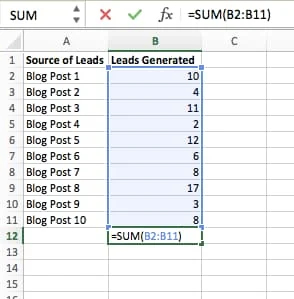 SUM =SUM(B2:B11)
A B C
1 Source of Leads Leads Generated
2 Blog Post 1 10
3 Blog Post 2 4
4 Blog Post 3 11
5 Blog Post 4 2
6 Blog Post 5 12
7 Blog Post 6 6
8 Blog Post 7 8
9 Blog Post 8 17
10 Blog Post 9 3
11 Blog Post 10 8
12 =SUM(B2:B11)
13
14
15
16